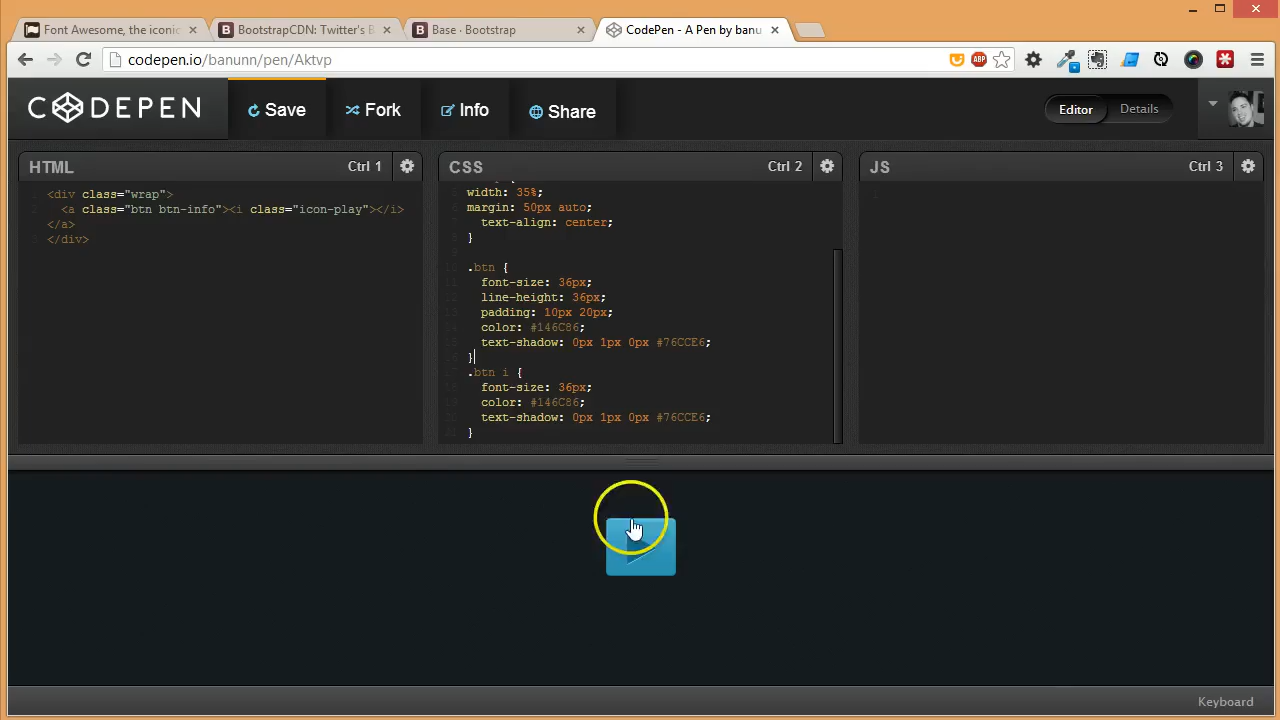 Font Awesome, the iconic
BootstrapCDN: Twitter's B
Base · Bootstrap
CodePen - A Pen by banu
codepen.io/banunn/pen/Aktvp
ABP
CODEPEN
Save
Fork
Info
Share
Editor
Details
HTML
Ctrl 1
<div class="wrap">
<a class="btn btn-info"><i class="icon-play"></i>
</a>
</div>
CSS
Ctrl 2
width: 35%;
margin: 50px auto;
text-align: center;
}
.btn {
font-size: 36px;
line-height: 36px;
padding: 10px 20px;
color: #146C86;
text-shadow: 0px 1px 0px #76CCE6;
}
.btn i {
font-size: 36px;
color: #146C86;
text-shadow: 0px 1px 0px #76CCE6;
}
JS
Ctrl 3
Keyboard